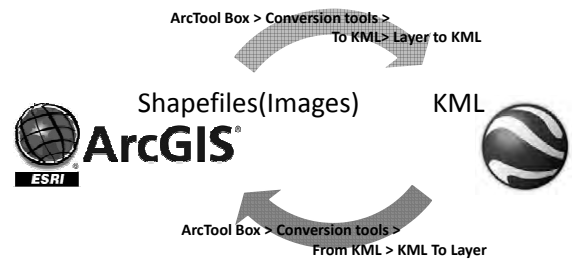 ArcTool Box > Conversion tools >
To KML> Layer to KML
Shapefiles(Images)
KML
ArcGIS®
ESRI
ArcTool Box > Conversion tools >
From KML > KML To Layer